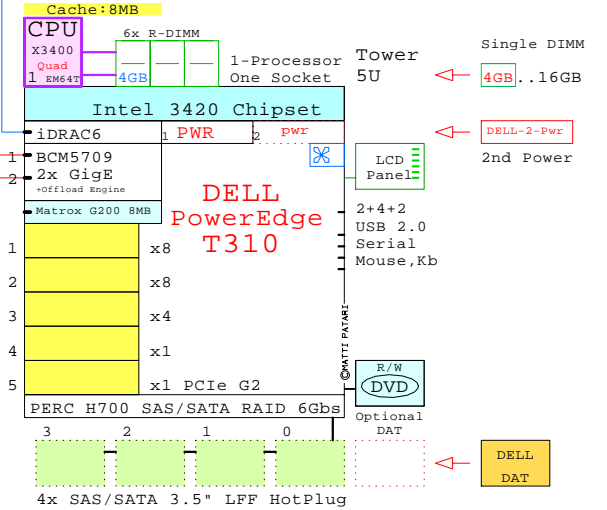 Cache:8MB
CPU
X3400
Quad
1 EM64T
6x R-DIMM
4GB
1-Processor
One Socket
Tower
5U
Single DIMM
4GB..16GB
Intel 3420 Chipset
iDRAC6
1 PWR
2 pwr
DELL-2-Pwr
2nd Power
1 BCM5709
2 2x GigE
+Offload Engine
LCD
Panel
Matrox G200 8MB
DELL
PowerEdge
T310
2+4+2
USB 2.0
Serial
Mouse,Kb
1 x8
2 x8
3 x4
4 x1
5 x1 PCIe G2
©MATTI PATARI
R/W
DVD
Optional
DAT
PERC H700 SAS/SATA RAID 6Gbs
3 2 1 0
DELL
DAT
4x SAS/SATA 3.5" LFF HotPlug